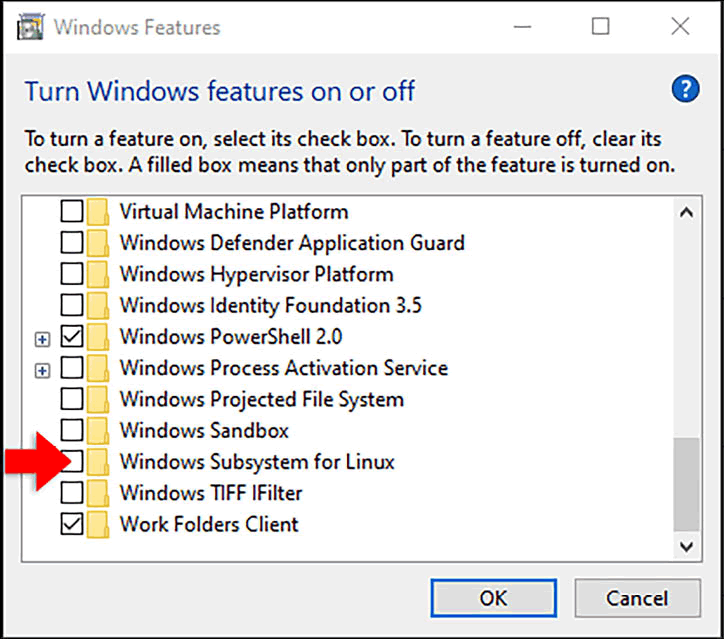 Windows Features
Turn Windows features on or off
?
To turn a feature on, select its check box. To turn a feature off, clear its
check box. A filled box means that only part of the feature is turned on.
Virtual Machine Platform
Windows Defender Application Guard
Windows Hypervisor Platform
Windows Identity Foundation 3.5
Windows PowerShell 2.0
Windows Process Activation Service
Windows Projected File System
Windows Sandbox
Windows Subsystem for Linux
Windows TIFF IFilter
Work Folders Client
OK
Cancel